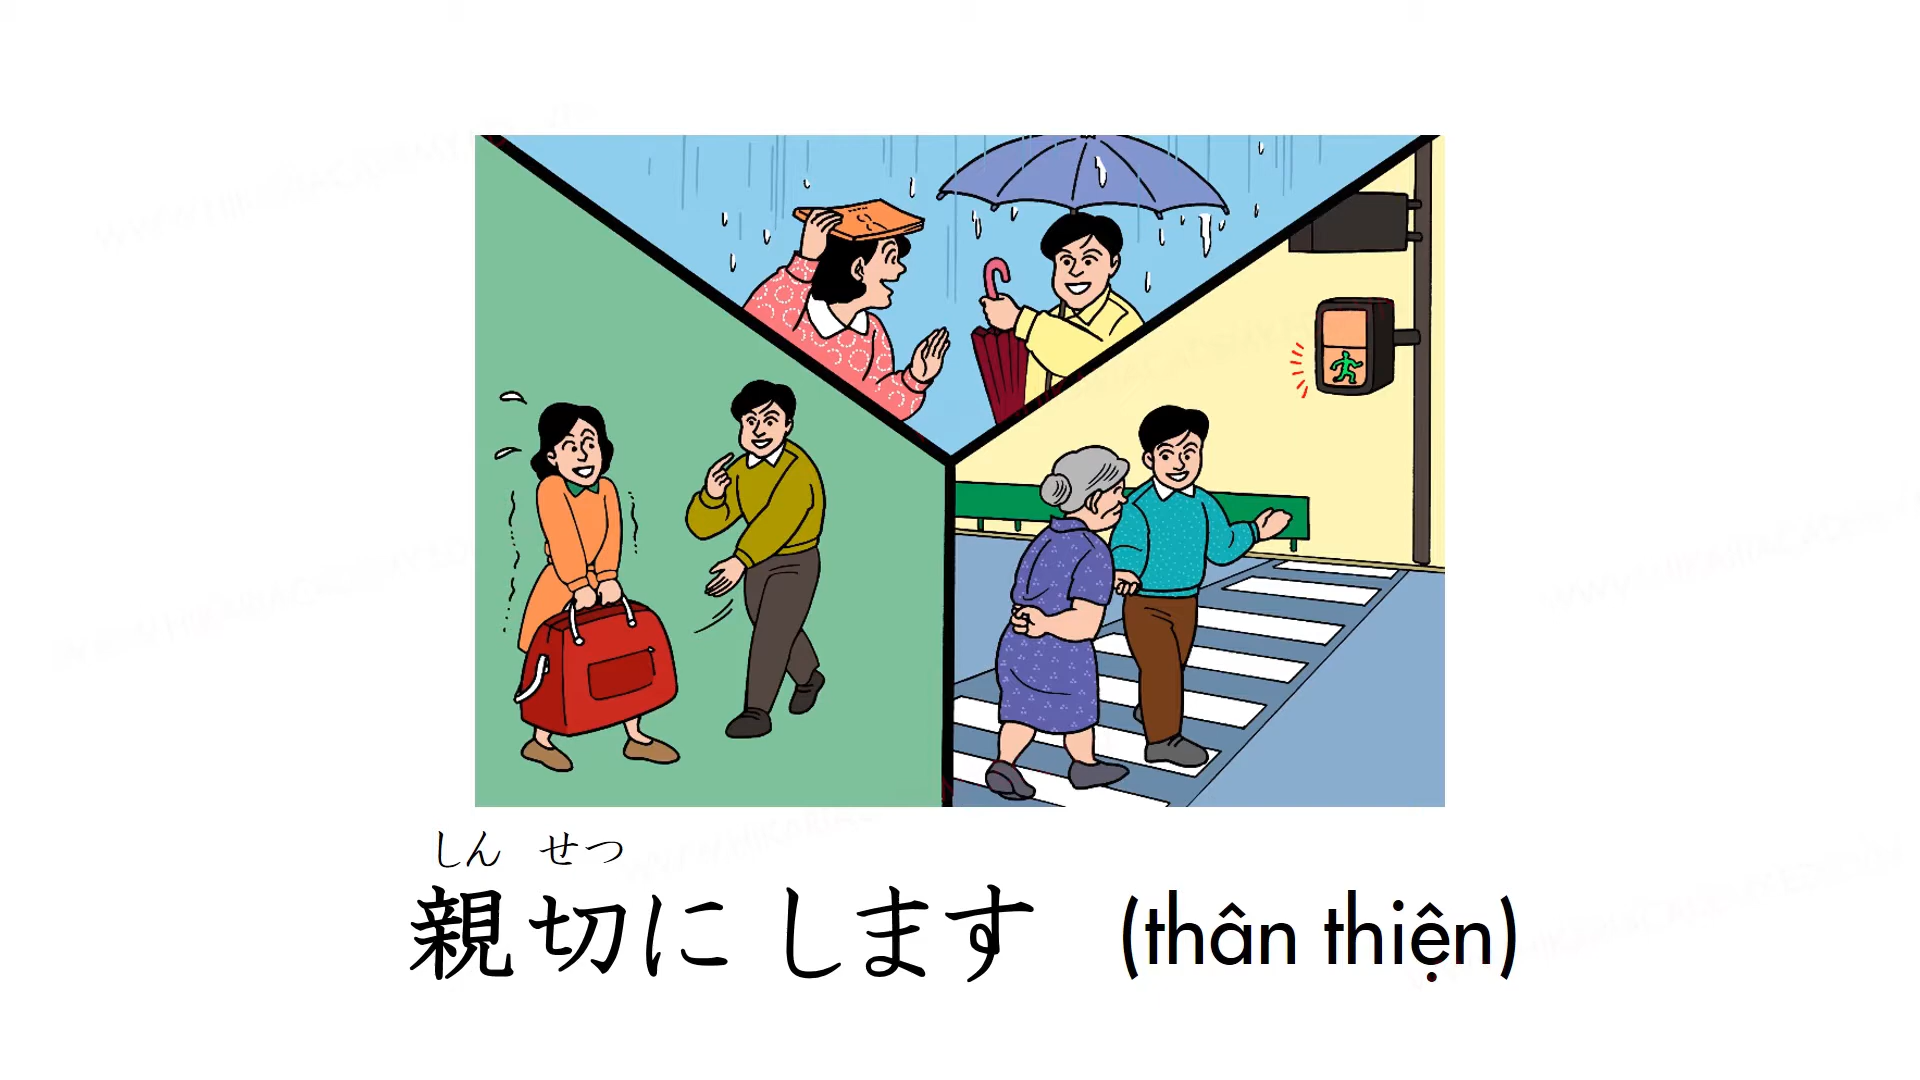 しん せつ
親切に します (thân thiện)